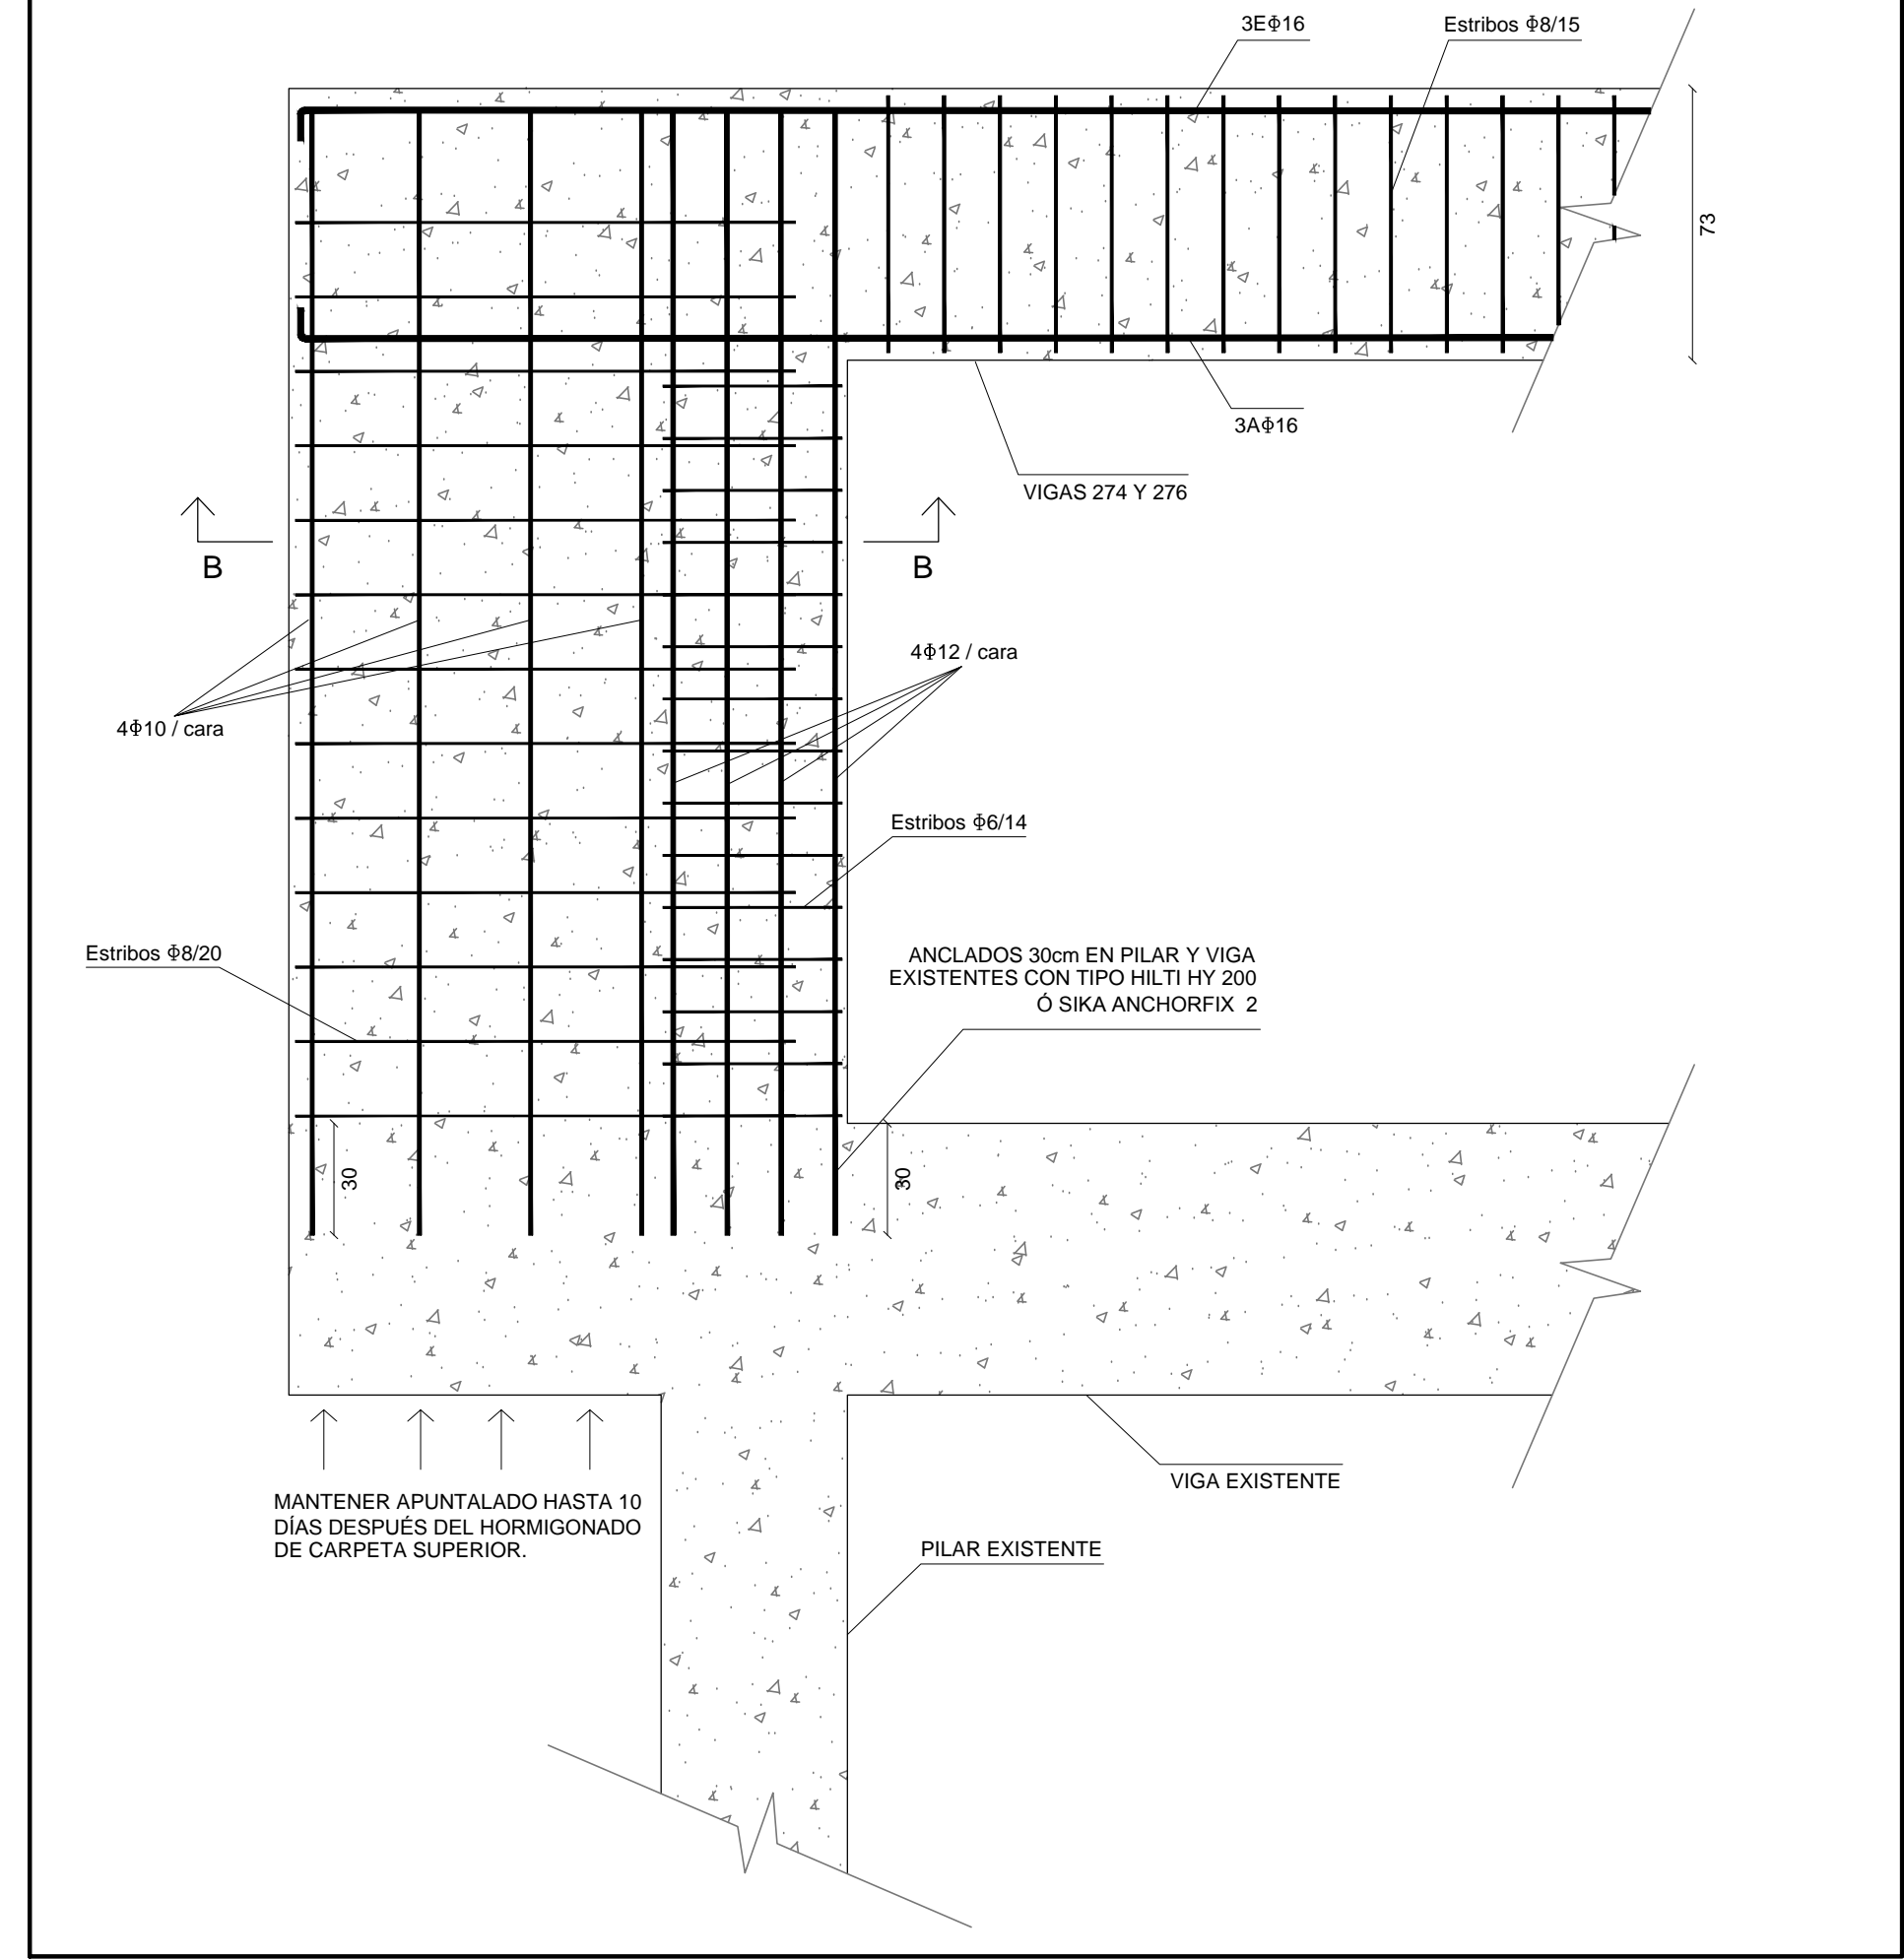 3EΦ16
Estribos Φ8/15
73
3AΦ16
VIGAS 274 Y 276
B
B
4Φ12 / cara
4Φ10 / cara
Estribos Φ6/14
Estribos Φ8/20
ANCLADOS 30cm EN PILAR Y VIGA
EXISTENTES CON TIPO HILTI HY 200
Ó SIKA ANCHORFIX 2
30
30
VIGA EXISTENTE
MANTENER APUNTALADO HASTA 10
DÍAS DESPUÉS DEL HORMIGONADO
DE CARPETA SUPERIOR.
PILAR EXISTENTE